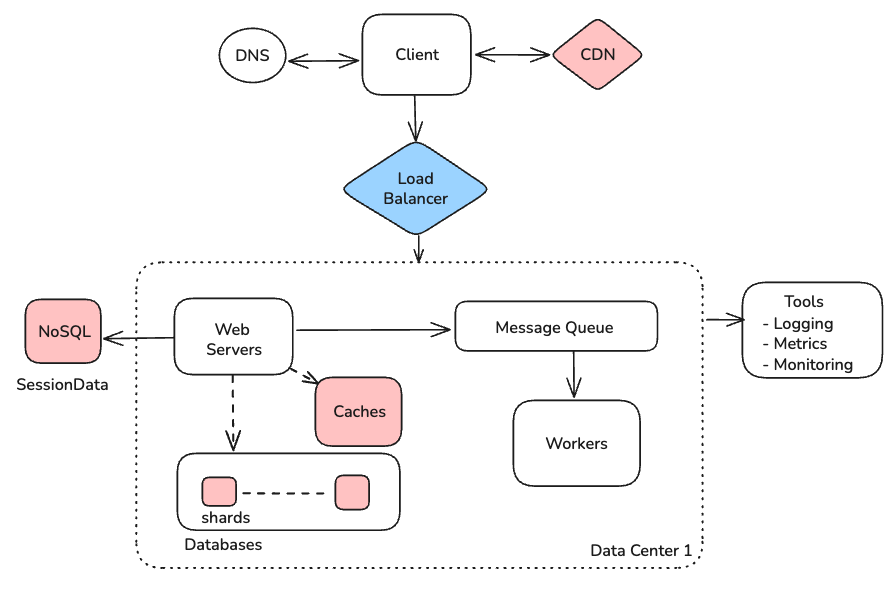 DNS
Client
CDN
Load
Balancer
NoSQL
SessionData
Web
Servers
Message Queue
Tools
- Logging
- Metrics
- Monitoring
Caches
Workers
shards
Databases
Data Center 1